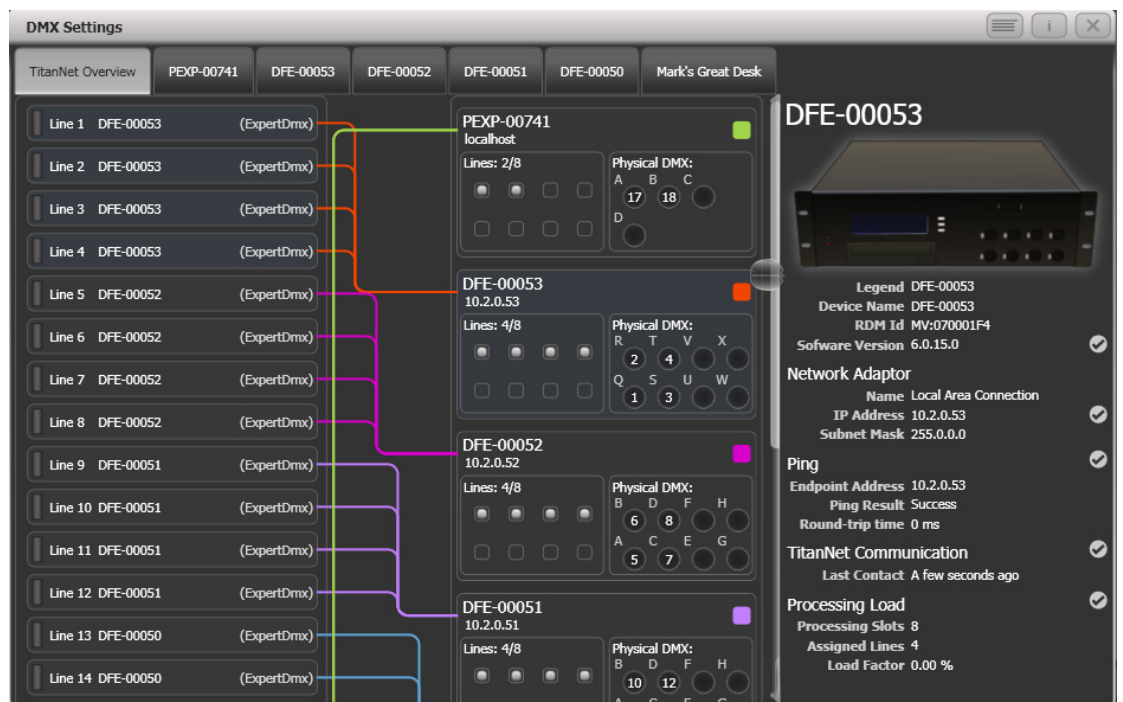 DMX Settings
i
TitanNet Overview
PEXP-00741
DFE-00053
DFE-00052
DFE-00051
DFE-00050
Mark's Great Desk
Line 1 DFE-00053 (ExpertDmx)
Line 2 DFE-00053 (ExpertDmx)
Line 3 DFE-00053 (ExpertDmx)
Line 4 DFE-00053 (ExpertDmx)
Line 5 DFE-00052 (ExpertDmx)
Line 6 DFE-00052 (ExpertDmx)
Line 7 DFE-00052 (ExpertDmx)
Line 8 DFE-00052 (ExpertDmx)
Line 9 DFE-00051 (ExpertDmx)
Line 10 DFE-00051 (ExpertDmx)
Line 11 DFE-00051 (ExpertDmx)
Line 12 DFE-00051 (ExpertDmx)
Line 13 DFE-00050 (ExpertDmx)
Line 14 DFE-00050 (ExpertDmx)
PEXP-00741
localhost
Lines: 2/8
Physical DMX:
A B C
17 18
D
DFE-00053
10.2.0.53
Lines: 4/8
Physical DMX:
R T V X
2 4
Q S U W
1 3
DFE-00052
10.2.0.52
Lines: 4/8
Physical DMX:
B D F H
6 8
A C E G
5 7
DFE-00051
10.2.0.51
Lines: 4/8
Physical DMX:
B D F H
10 12
A C E G
DFE-00053
Legend DFE-00053
Device Name DFE-00053
RDM Id MV:070001F4
Sofware Version 6.0.15.0
Network Adaptor
Name Local Area Connection
IP Address 10.2.0.53
Subnet Mask 255.0.0.0
Ping
Endpoint Address 10.2.0.53
Ping Result Success
Round-trip time 0 ms
TitanNet Communication
Last Contact A few seconds ago
Processing Load
Processing Slots 8
Assigned Lines 4
Load Factor 0.00 %